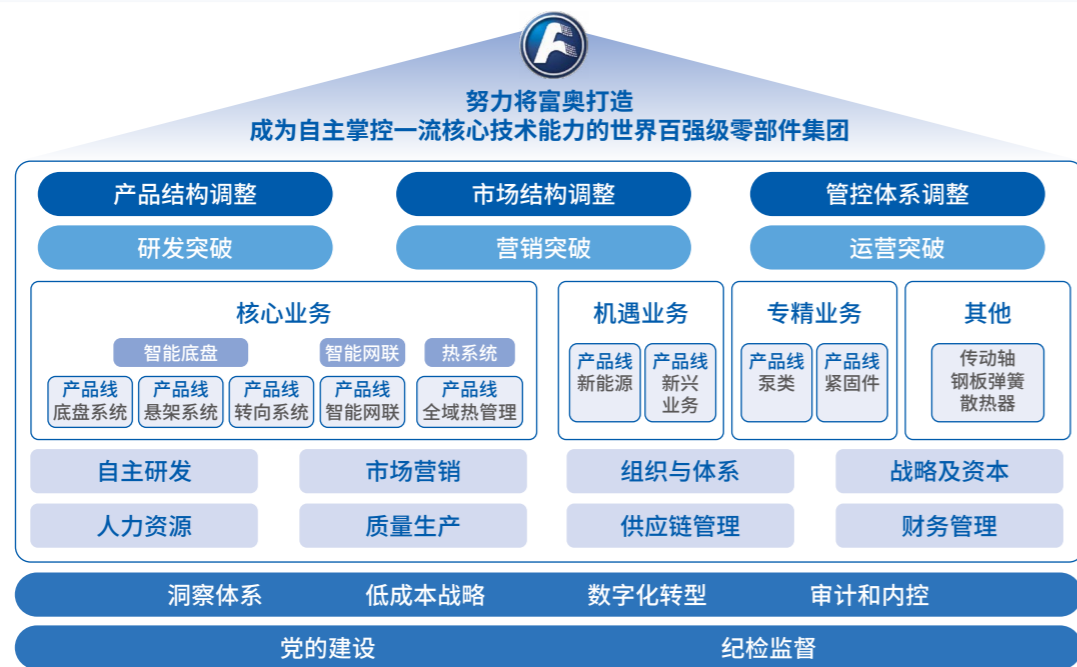 努力将富奥打造
成为自主掌控一流核心技术能力的世界百强级零部件集团
产品结构调整
市场结构调整
管控体系调整
研发突破
营销突破
运营突破
核心业务
智能底盘
智能网联
热系统
产品线
底盘系统
产品线
悬架系统
产品线
转向系统
产品线
智能网联
产品线
全域热管理
机遇业务
产品线
新能源
产品线
新兴
业务
专精业务
产品线
泵类
产品线
紧固件
其他
传动轴
钢板弹簧
散热器
自主研发
市场营销
组织与体系
战略及资本
人力资源
质量生产
供应链管理
财务管理
洞察体系
低成本战略
数字化转型
审计和内控
党的建设
纪检监督